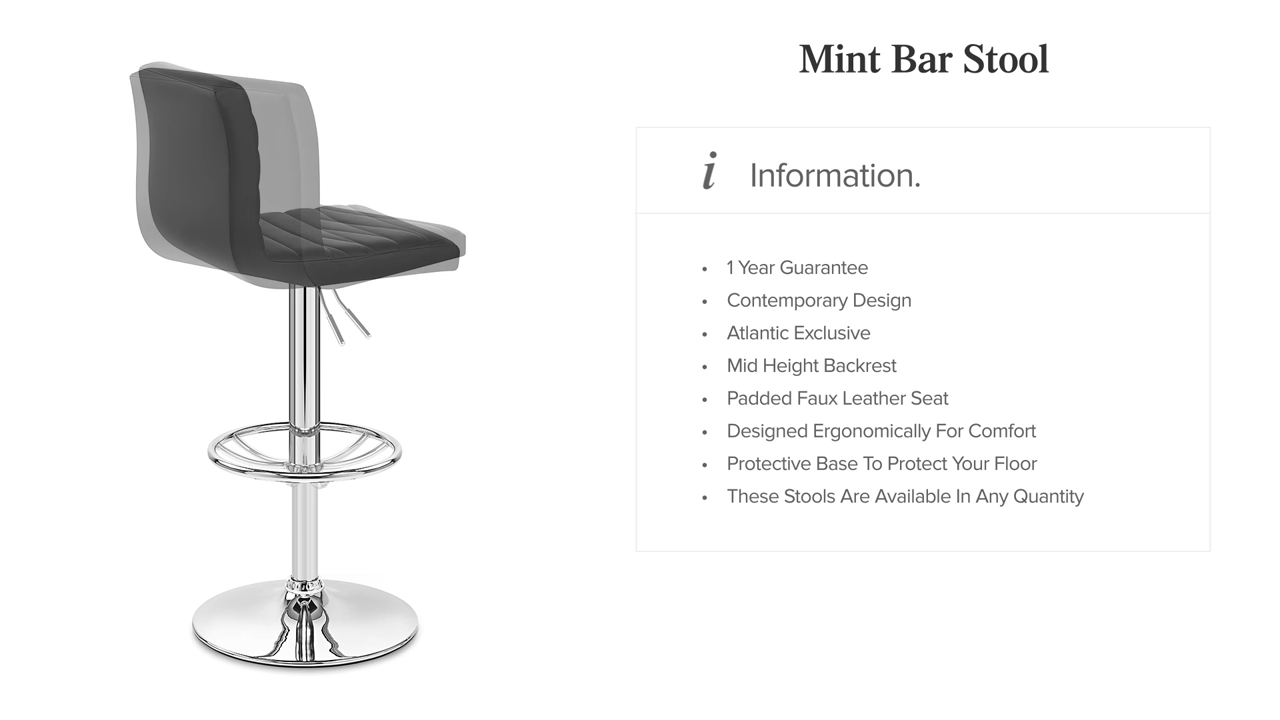 Mint Bar Stool
i Information.
• 1 Year Guarantee
• Contemporary Design
• Atlantic Exclusive
• Mid Height Backrest
• Padded Faux Leather Seat
• Designed Ergonomically For Comfort
• Protective Base To Protect Your Floor
• These Stools Are Available In Any Quantity